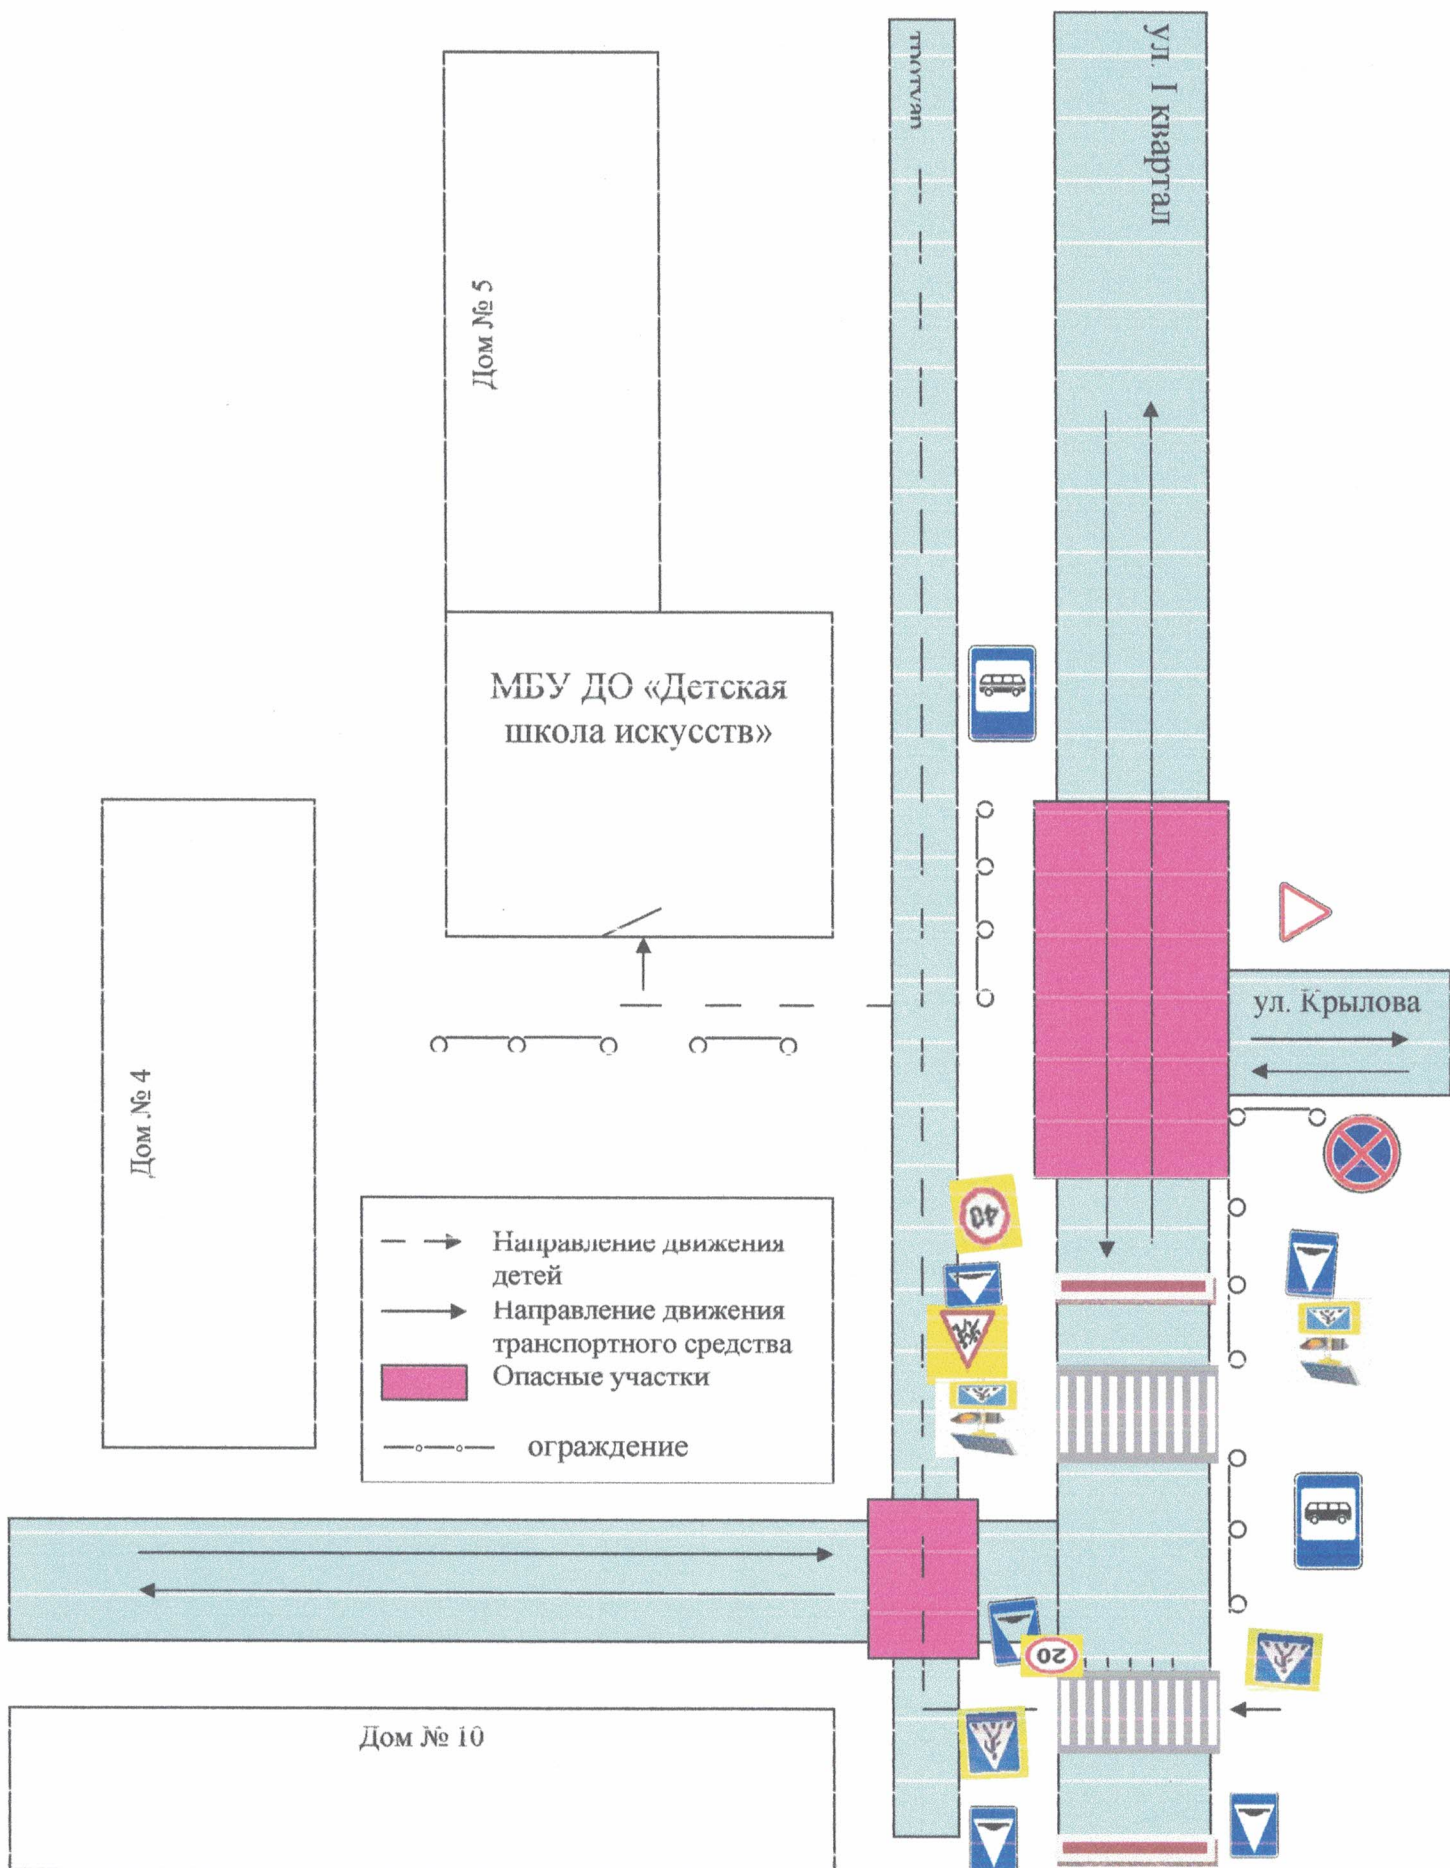 тротуар
ул. I квартал
Дом № 5
МБУ ДО «Детская
школа искусств»
ул. Крылова
Дом № 4
40
Направление движения
детей
Направление движения
транспортного средства
Опасные участки
ограждение
20
Дом № 10